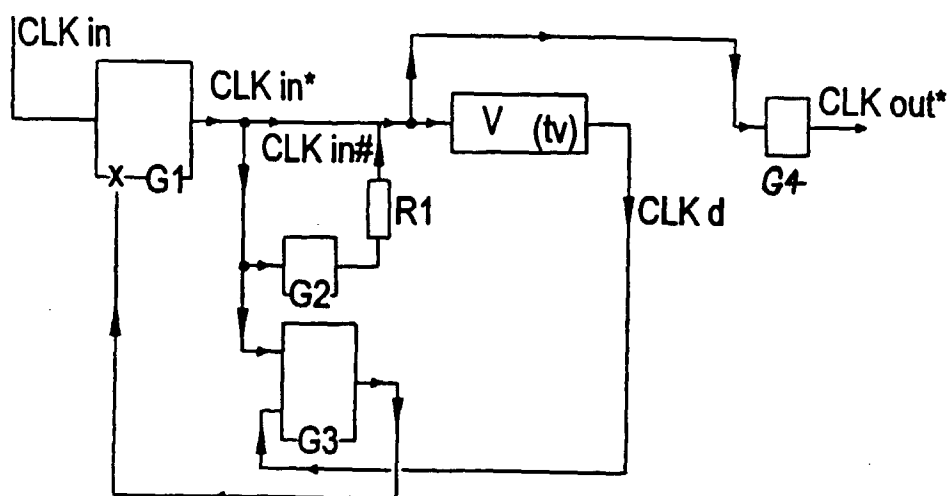 CLK in
CLK in*
CLK in#
X
G1
V
(tv)
CLK out*
G4
R1
CLK d
G2
G3